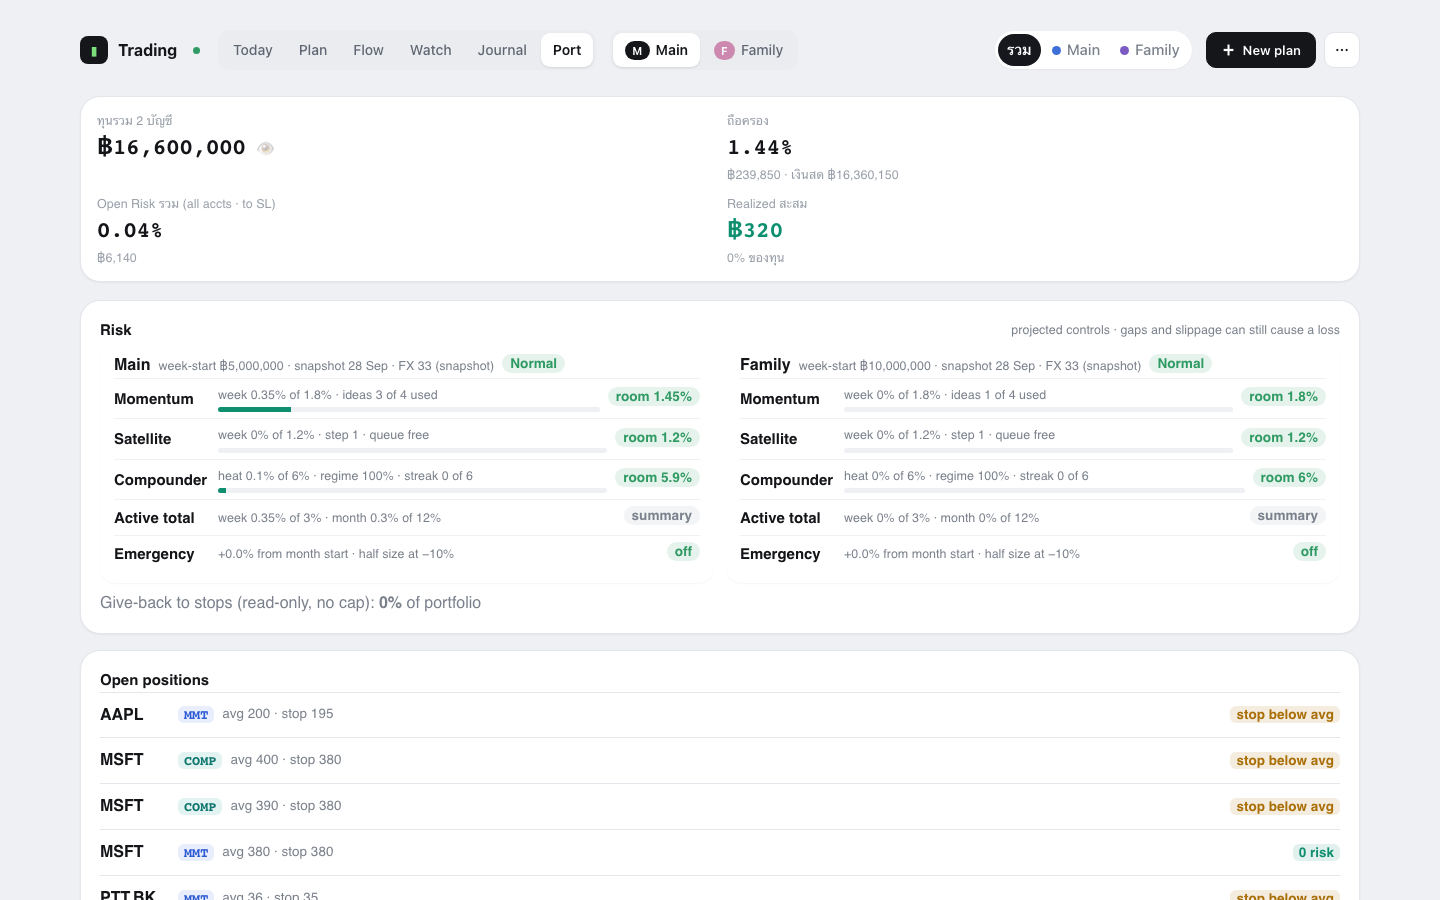 Trading
Today Plan Flow Watch Journal Port
M Main F Family
รวม Main Family
+ New plan
...
ทุนรวม 2 บัญชี
฿16,600,000
ถือครอง
1.44%
฿239,850 · เงินสด ฿16,360,150
Open Risk รวม (all accts · to SL)
0.04%
฿6,140
Realized สะสม
฿320
0% ของทุน
Risk
projected controls · gaps and slippage can still cause a loss
Main week-start ฿5,000,000 · snapshot 28 Sep · FX 33 (snapshot) Normal
Momentum week 0.35% of 1.8% · ideas 3 of 4 used room 1.45%
Satellite week 0% of 1.2% · step 1 · queue free room 1.2%
Compounder heat 0.1% of 6% · regime 100% · streak 0 of 6 room 5.9%
Active total week 0.35% of 3% · month 0.3% of 12% summary
Emergency +0.0% from month start · half size at −10% off
Family week-start ฿10,000,000 · snapshot 28 Sep · FX 33 (snapshot) Normal
Momentum week 0% of 1.8% · ideas 1 of 4 used room 1.8%
Satellite week 0% of 1.2% · step 1 · queue free room 1.2%
Compounder heat 0% of 6% · regime 100% · streak 0 of 6 room 6%
Active total week 0% of 3% · month 0% of 12% summary
Emergency +0.0% from month start · half size at −10% off
Give-back to stops (read-only, no cap): 0% of portfolio
Open positions
AAPL MMT avg 200 · stop 195 stop below avg
MSFT COMP avg 400 · stop 380 stop below avg
MSFT COMP avg 390 · stop 380 stop below avg
MSFT MMT avg 380 · stop 380 0 risk
PTT.BK MMT avg 36 · stop 35 stop below avg